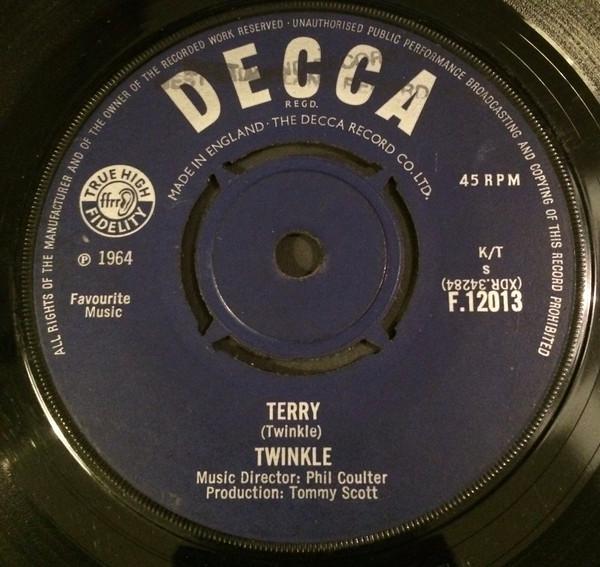 ALL RIGHTS OF THE MANUFACTURER AND OF THE OWNER OF THE RECORDED WORK RESERVED · UNAUTHORISED PUBLIC PERFORMANCE BROADCASTING AND COPYING OF THIS RECORD PROHIBITED
DECCA
REGD.
MADE IN ENGLAND · THE DECCA RECORD CO. LTD.
TRUE HIGH
ffrr
FIDELITY
45 RPM
℗ 1964
K/T
S
(XDR.34284)
F.12013
Favourite
Music
TERRY
(Twinkle)
TWINKLE
Music Director: Phil Coulter
Production: Tommy Scott